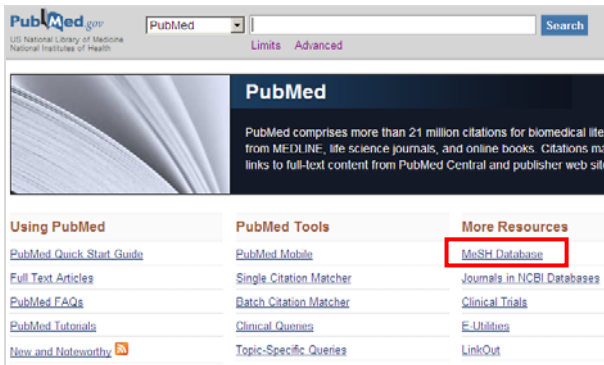 PubMed.gov
US National Library of Medicine
National Institutes of Health
PubMed
Search
Limits Advanced
PubMed
PubMed comprises more than 21 million citations for biomedical lite
from MEDLINE, life science journals, and online books. Citations ma
links to full-text content from PubMed Central and publisher web site
Using PubMed
PubMed Quick Start Guide
Full Text Articles
PubMed FAQs
PubMed Tutorials
New and Noteworthy
PubMed Tools
PubMed Mobile
Single Citation Matcher
Batch Citation Matcher
Clinical Queries
Topic-Specific Queries
More Resources
MeSH Database
Journals in NCBI Databases
Clinical Trials
E-Utilities
LinkOut